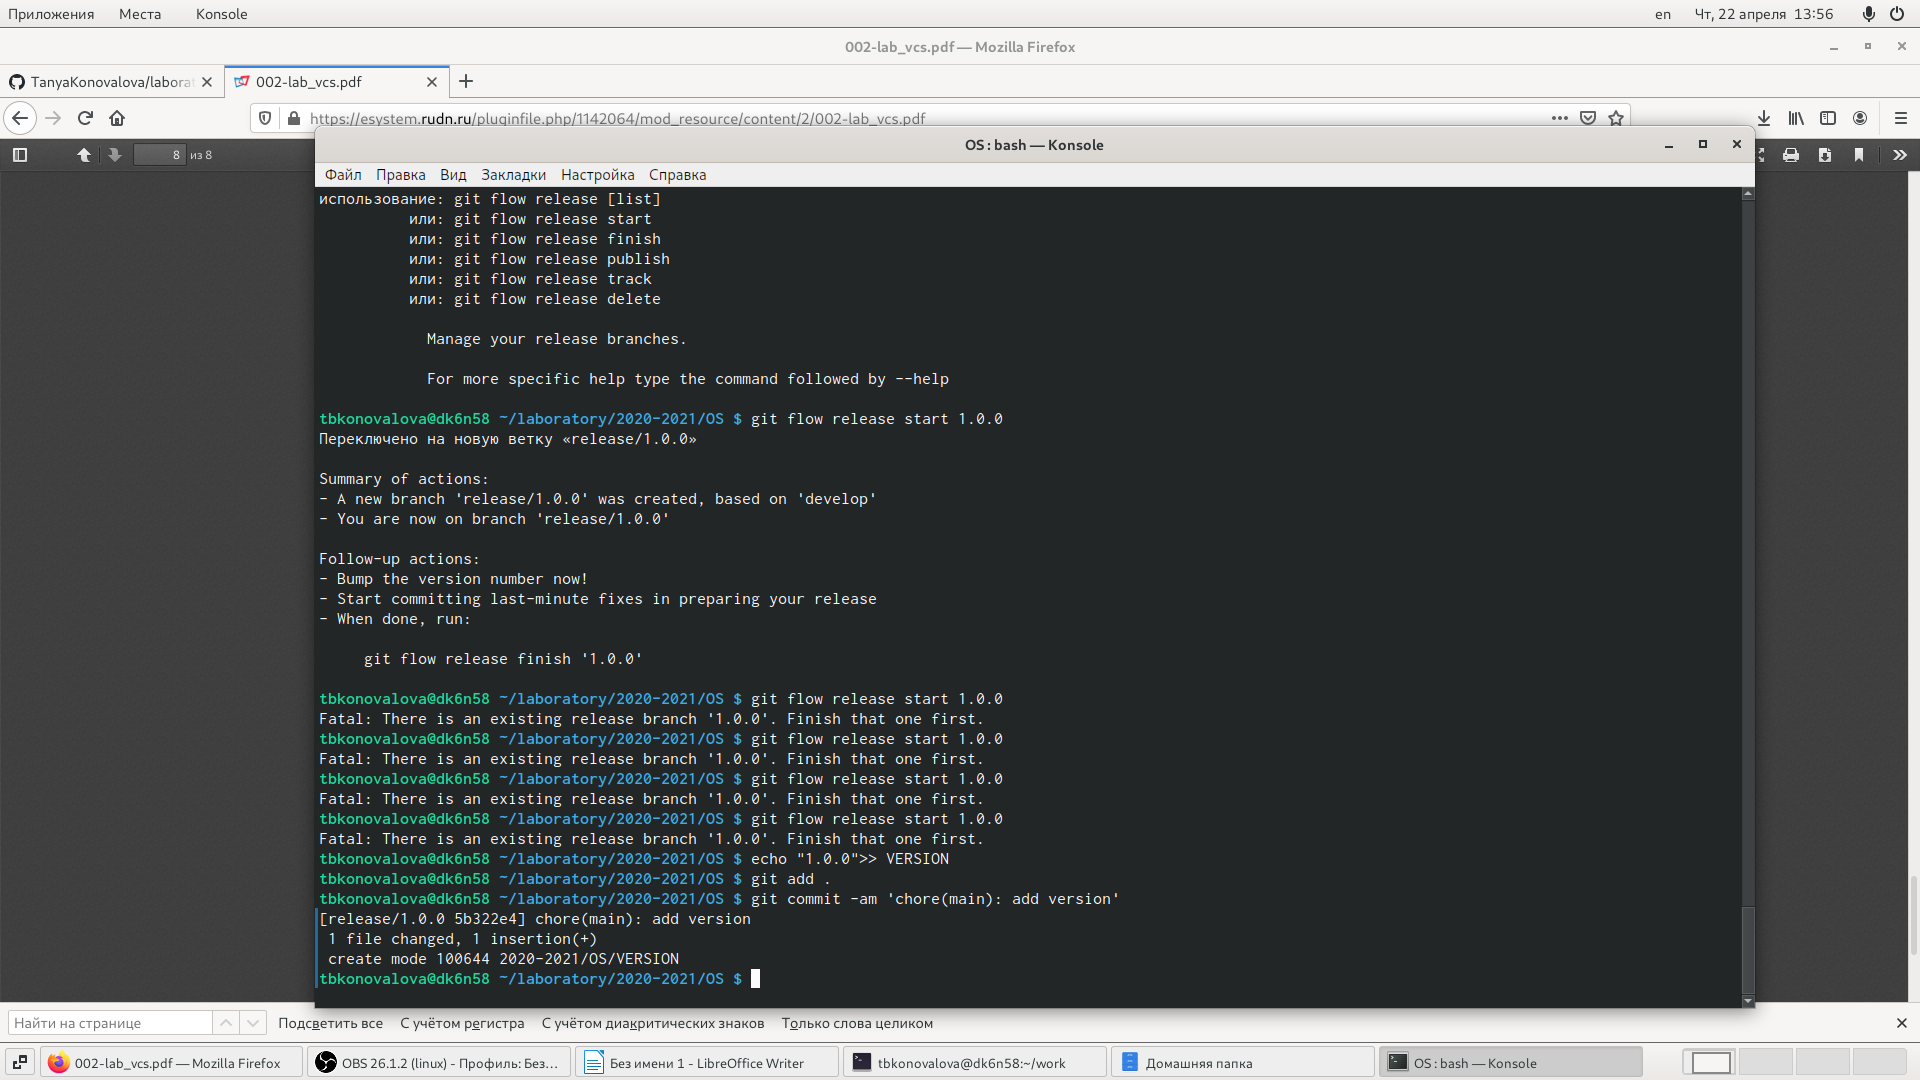 Приложения Места Konsole en Чт, 22 апреля 13:56
002-lab_vcs.pdf — Mozilla Firefox
TanyaKonovalova/laborat 002-lab_vcs.pdf
https://esystem.rudn.ru/pluginfile.php/1142064/mod_resource/content/2/002-lab_vcs.pdf
8 из 8
OS : bash — Konsole
Файл Правка Вид Закладки Настройка Справка
использование: git flow release [list]
или: git flow release start
или: git flow release finish
или: git flow release publish
или: git flow release track
или: git flow release delete
Manage your release branches.
For more specific help type the command followed by --help
tbkonovalova@dk6n58 ~/laboratory/2020-2021/OS $ git flow release start 1.0.0
Переключено на новую ветку «release/1.0.0»
Summary of actions:
- A new branch 'release/1.0.0' was created, based on 'develop'
- You are now on branch 'release/1.0.0'
Follow-up actions:
- Bump the version number now!
- Start committing last-minute fixes in preparing your release
- When done, run:
git flow release finish '1.0.0'
tbkonovalova@dk6n58 ~/laboratory/2020-2021/OS $ git flow release start 1.0.0
Fatal: There is an existing release branch '1.0.0'. Finish that one first.
tbkonovalova@dk6n58 ~/laboratory/2020-2021/OS $ git flow release start 1.0.0
Fatal: There is an existing release branch '1.0.0'. Finish that one first.
tbkonovalova@dk6n58 ~/laboratory/2020-2021/OS $ git flow release start 1.0.0
Fatal: There is an existing release branch '1.0.0'. Finish that one first.
tbkonovalova@dk6n58 ~/laboratory/2020-2021/OS $ git flow release start 1.0.0
Fatal: There is an existing release branch '1.0.0'. Finish that one first.
tbkonovalova@dk6n58 ~/laboratory/2020-2021/OS $ echo "1.0.0">> VERSION
tbkonovalova@dk6n58 ~/laboratory/2020-2021/OS $ git add .
tbkonovalova@dk6n58 ~/laboratory/2020-2021/OS $ git commit -am 'chore(main): add version'
[release/1.0.0 5b322e4] chore(main): add version
1 file changed, 1 insertion(+)
create mode 100644 2020-2021/OS/VERSION
tbkonovalova@dk6n58 ~/laboratory/2020-2021/OS $
Найти на странице Подсветить все С учётом регистра С учётом диакритических знаков Только слова целиком
002-lab_vcs.pdf — Mozilla Firefox OBS 26.1.2 (linux) - Профиль: Без... Без имени 1 - LibreOffice Writer tbkonovalova@dk6n58:~/work Домашняя папка OS : bash — Konsole